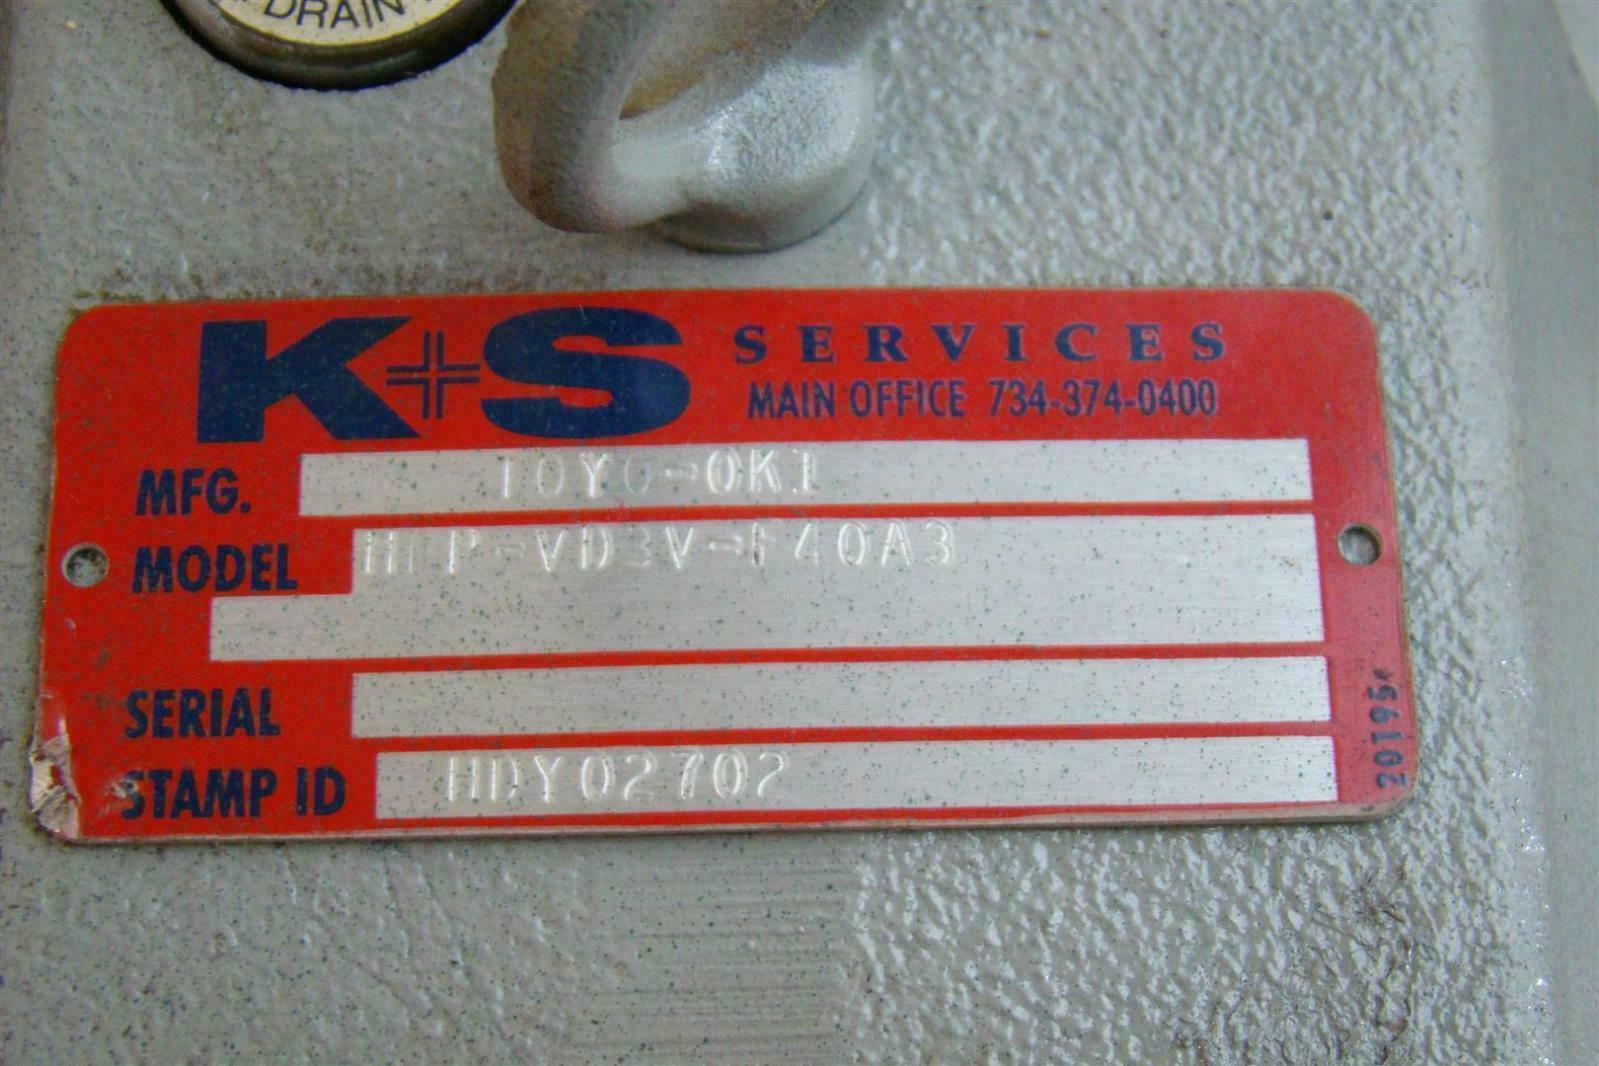 DRAIN
K+S SERVICES
MAIN OFFICE 734-374-0400
MFG. TOYO-OKI
MODEL HPP-VD3V-F40A3
SERIAL
STAMP ID HDY02702
20195